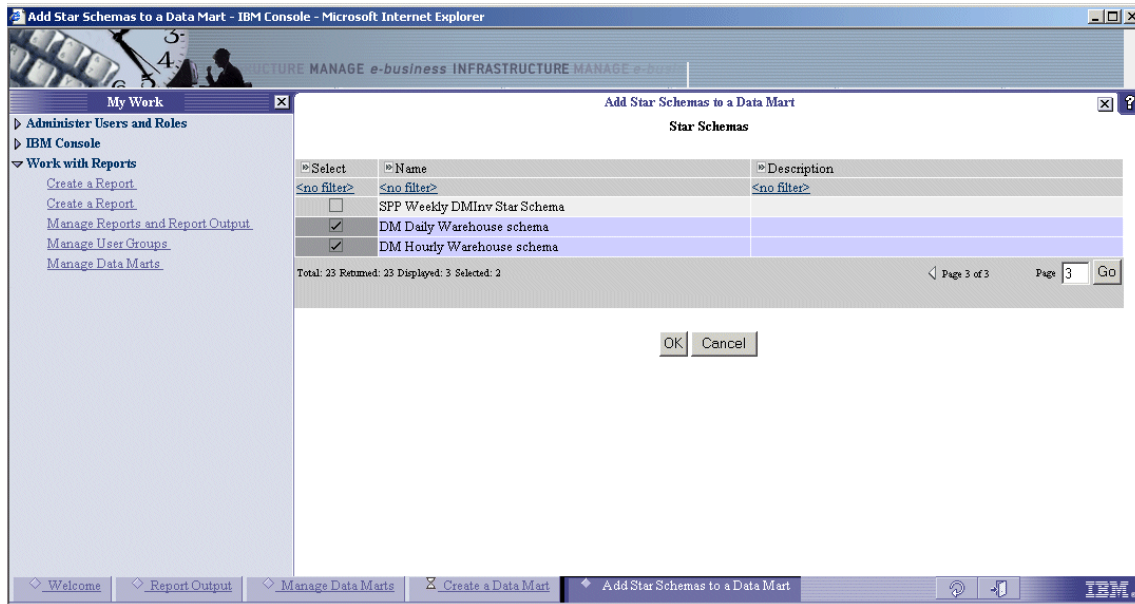 Add Star Schemas to a Data Mart - IBM Console - Microsoft Internet Explorer
3
4
5
MANAGE e-business INFRASTRUCTURE MANAGE
My Work
Add Star Schemas to a Data Mart
?
Administer Users and Roles
Star Schemas
IBM Console
Work with Reports
Create a Report
Create a Report
Manage Reports and Report Output
Manage User Groups
Manage Data Marts
Select Name Description
<no filter> <no filter> <no filter>
SPP Weekly DMInv Star Schema
DM Daily Warehouse schema
DM Hourly Warehouse schema
Total: 23 Returned: 23 Displayed: 3 Selected: 2
Page 3 of 3 Page 3 Go
OK Cancel
Welcome Report Output Manage Data Marts Create a Data Mart Add Star Schemas to a Data Mart IBM.